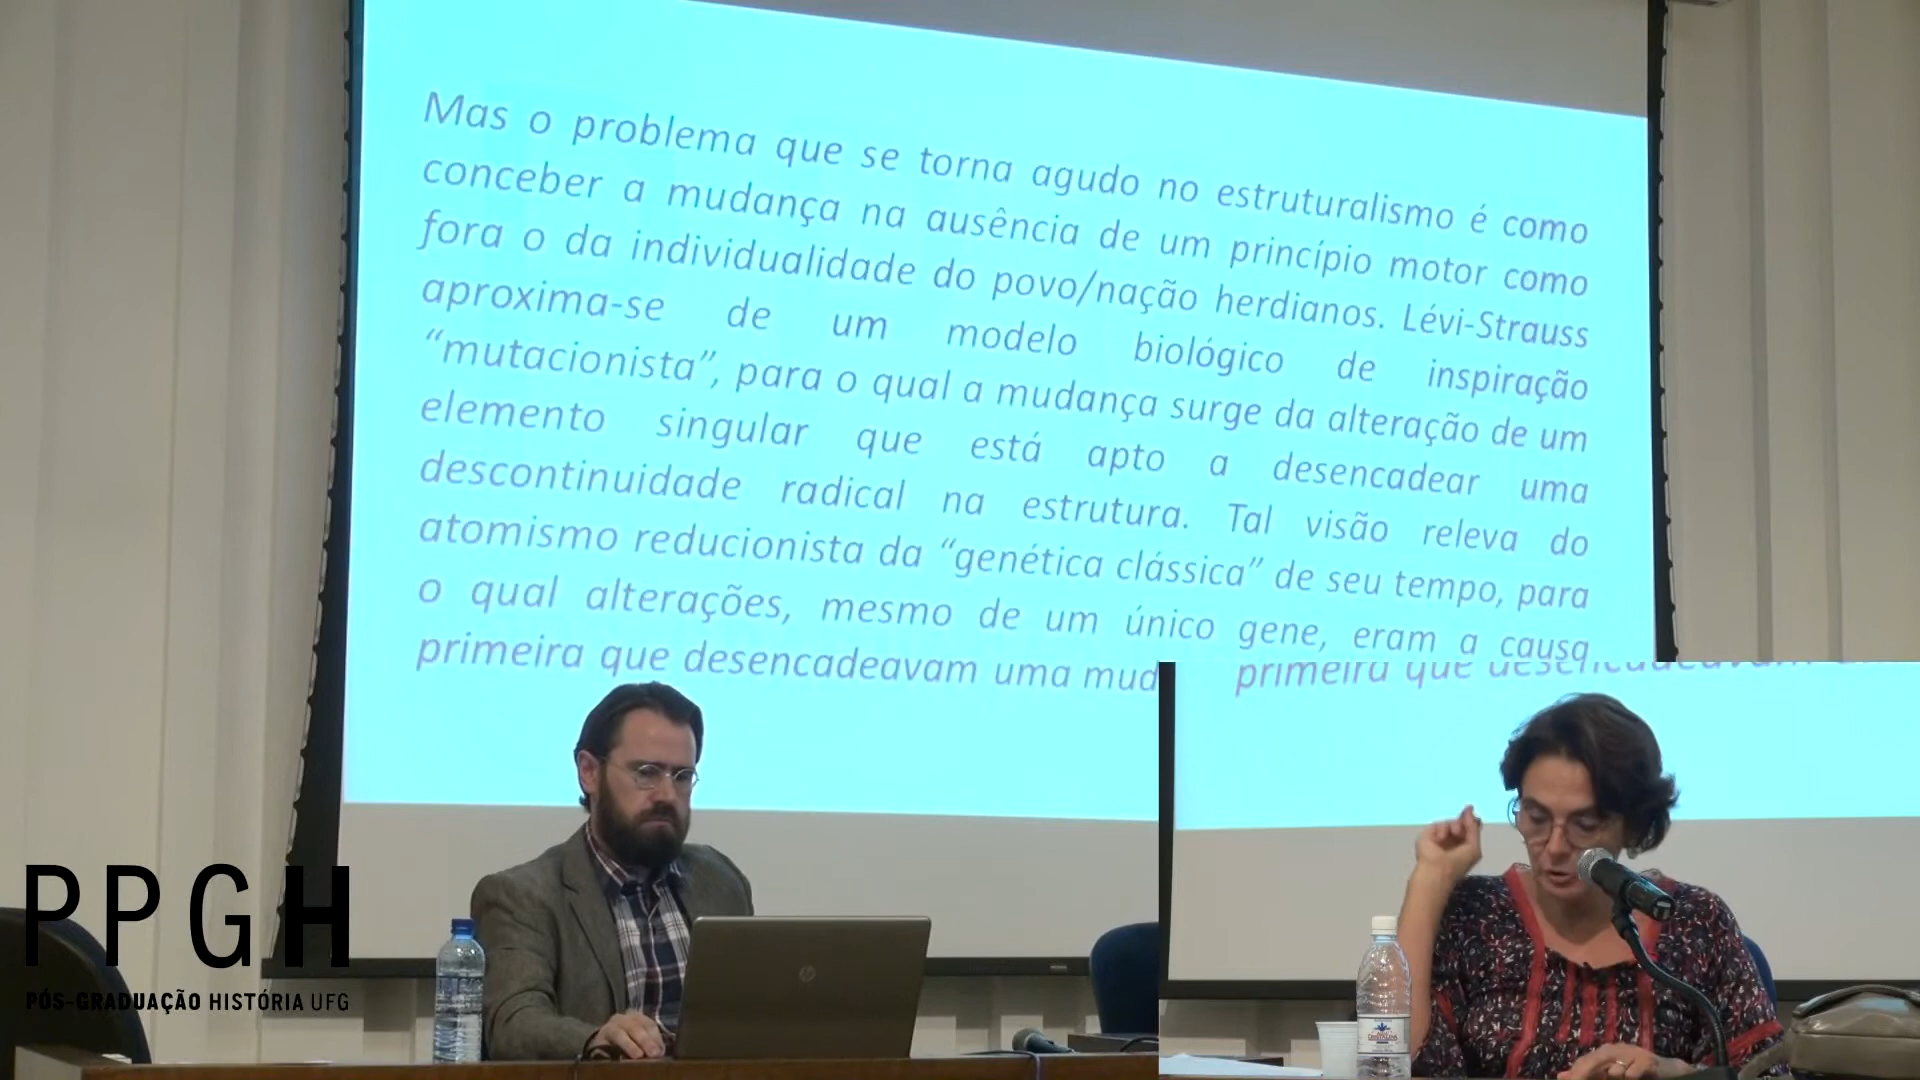 Mas o problema que se torna agudo no estruturalismo é como
conceber a mudança na ausência de um princípio motor como
fora o da individualidade do povo/nação herdianos. Lévi-Strauss
aproxima-se de um modelo biológico de inspiração
“mutacionista”, para o qual a mudança surge da alteração de um
elemento singular que está apto a desencadear uma
descontinuidade radical na estrutura. Tal visão releva do
atomismo reducionista da “genética clássica” de seu tempo, para
o qual alterações, mesmo de um único gene, eram a causa
primeira que desencadeavam uma mud
primeira que desencadeavam
PPGH
PÓS-GRADUAÇÃO HISTÓRIA UFG
hp